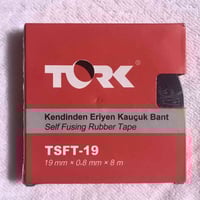 TORK
Kendinden Eriyen Kauçuk Bant
Self Fusing Rubber Tape
TSFT-19
19 mm × 0.8 mm × 8 m